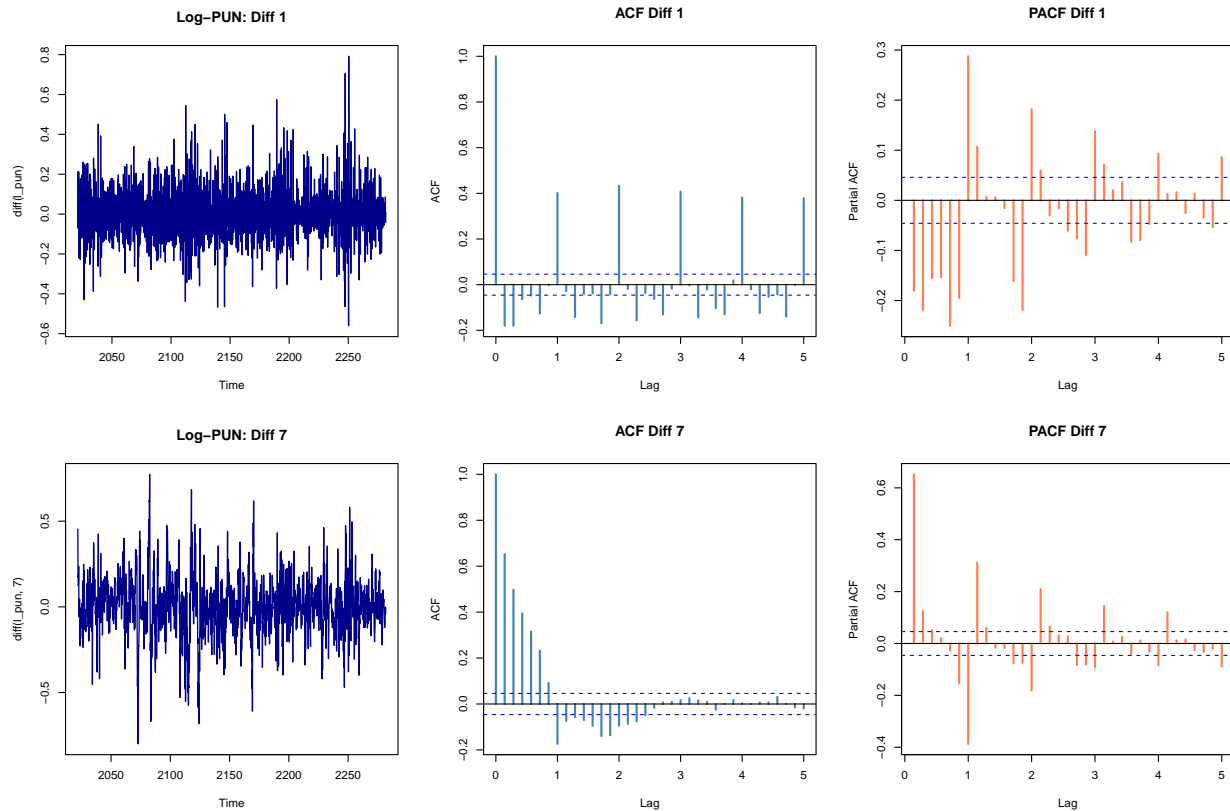 Log−PUN: Diff 1
diff(l_pun)
−0.6 −0.4 −0.2 0.0 0.2 0.4 0.6 0.8
2050 2100 2150 2200 2250
Time
ACF Diff 1
ACF
−0.2 0.0 0.2 0.4 0.6 0.8 1.0
0 1 2 3 4 5
Lag
PACF Diff 1
Partial ACF
−0.2 −0.1 0.0 0.1 0.2 0.3
0 1 2 3 4 5
Lag
Log−PUN: Diff 7
diff(l_pun, 7)
−0.5 0.0 0.5
2050 2100 2150 2200 2250
Time
ACF Diff 7
ACF
−0.2 0.0 0.2 0.4 0.6 0.8 1.0
0 1 2 3 4 5
Lag
PACF Diff 7
Partial ACF
−0.4 −0.2 0.0 0.2 0.4 0.6
0 1 2 3 4 5
Lag